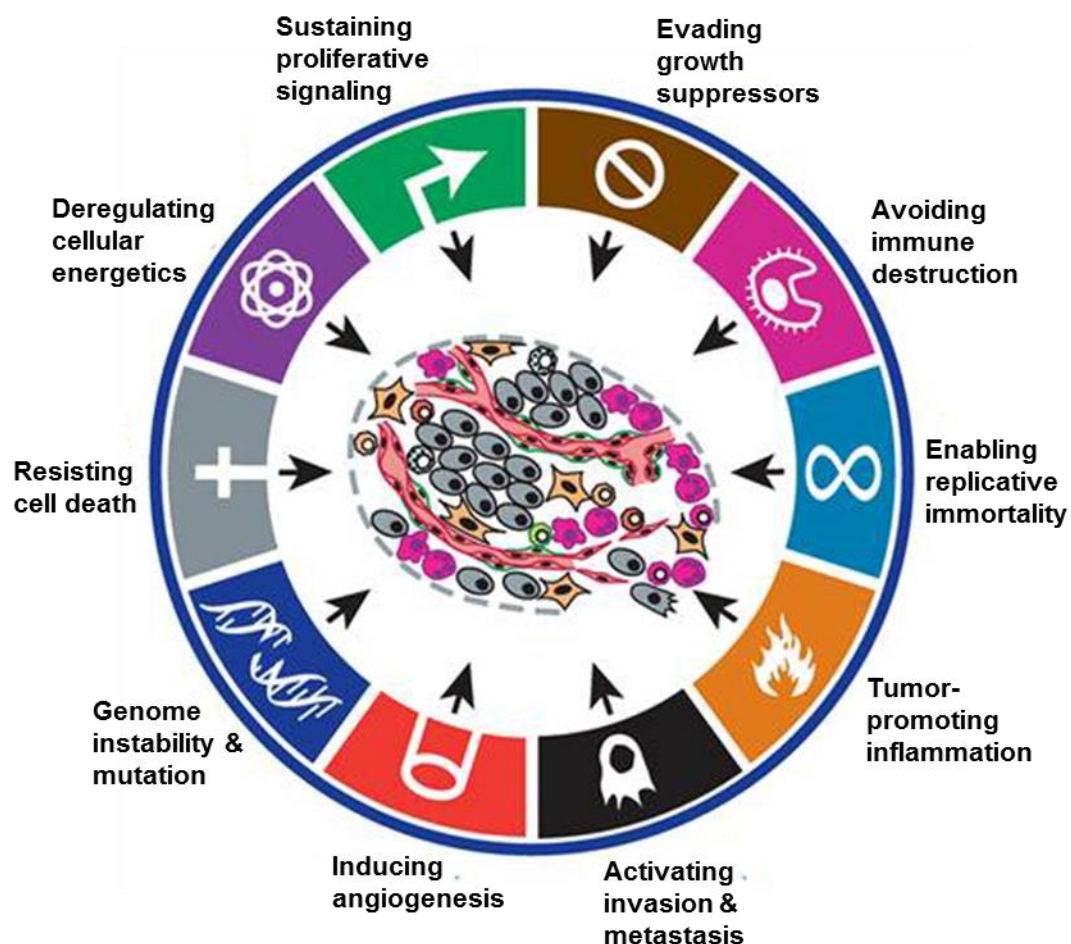 Sustaining
proliferative
signaling
Evading
growth
suppressors
Deregulating
cellular
energetics
Avoiding
immune
destruction
Resisting
cell death
Enabling
replicative
immortality
Genome
instability &
mutation
Tumor-
promoting
inflammation
Inducing
angiogenesis
Activating
invasion &
metastasis